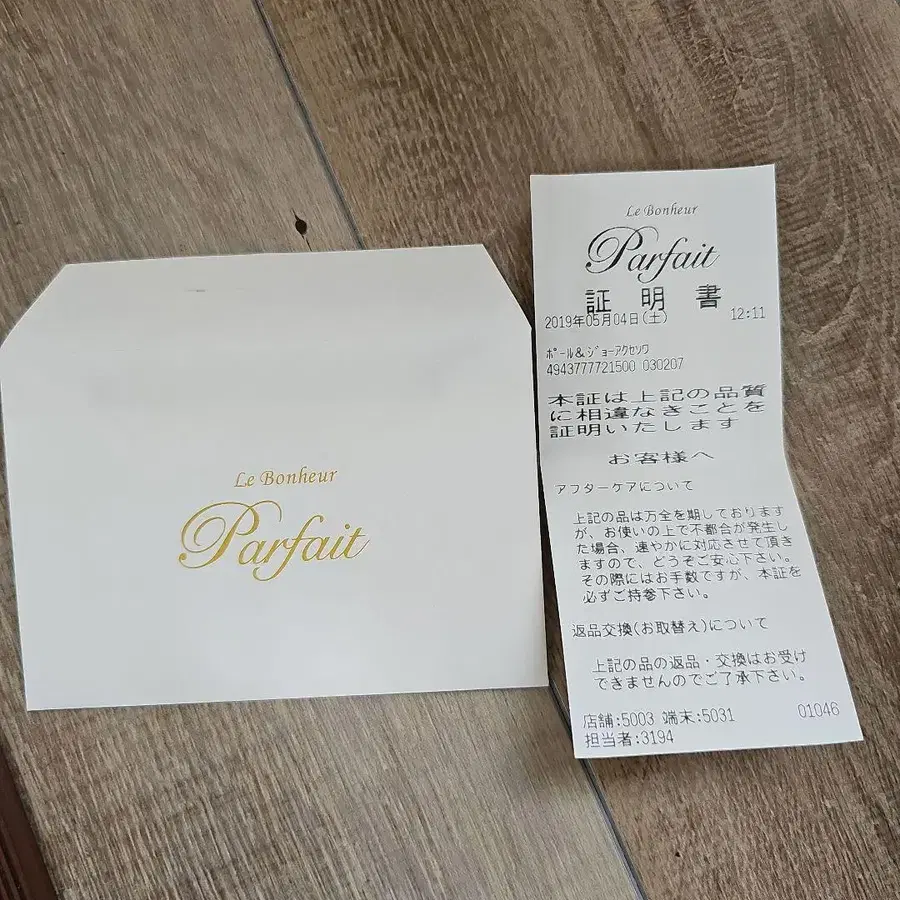 Le Bonheur
Parfait
Le Bonheur
Parfait
証 明 書
2019年05月04日(土) 12:11
ﾎﾟｰﾙ&ｼﾞｮｰｱｸｾｿﾜ
4943777721500 030207
本証は上記の品質
に相違なきことを
証明いたします
お客様へ
アフターケアについて
上記の品は万全を期しております
が、お使いの上で不都合が発生し
た場合、速やかに対応させて頂き
ますので、どうぞご安心下さい。
その際にはお手数ですが、本証を
必ずご持参下さい。
返品交換(お取替え)について
上記の品の返品・交換はお受け
できませんのでご了承下さい。
店舗:5003 端末:5031 01046
担当者:3194